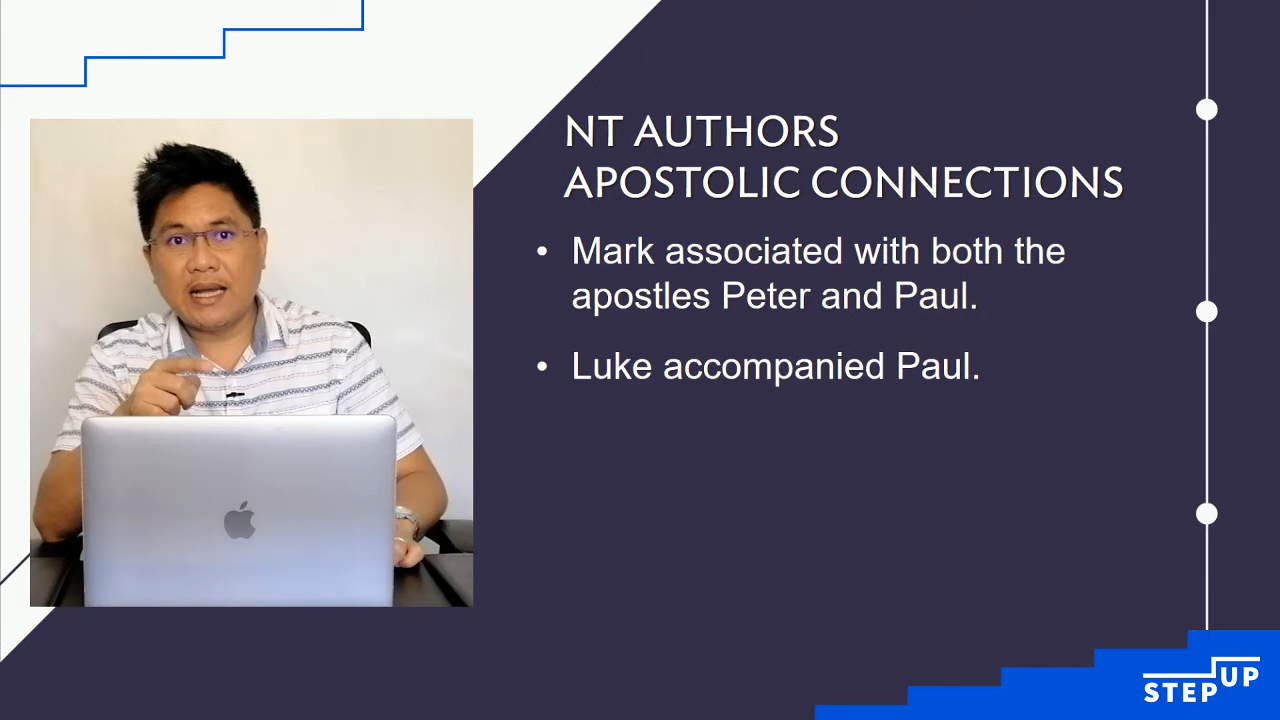 NT AUTHORS
APOSTOLIC CONNECTIONS
• Mark associated with both the
apostles Peter and Paul.
• Luke accompanied Paul.
STEP UP